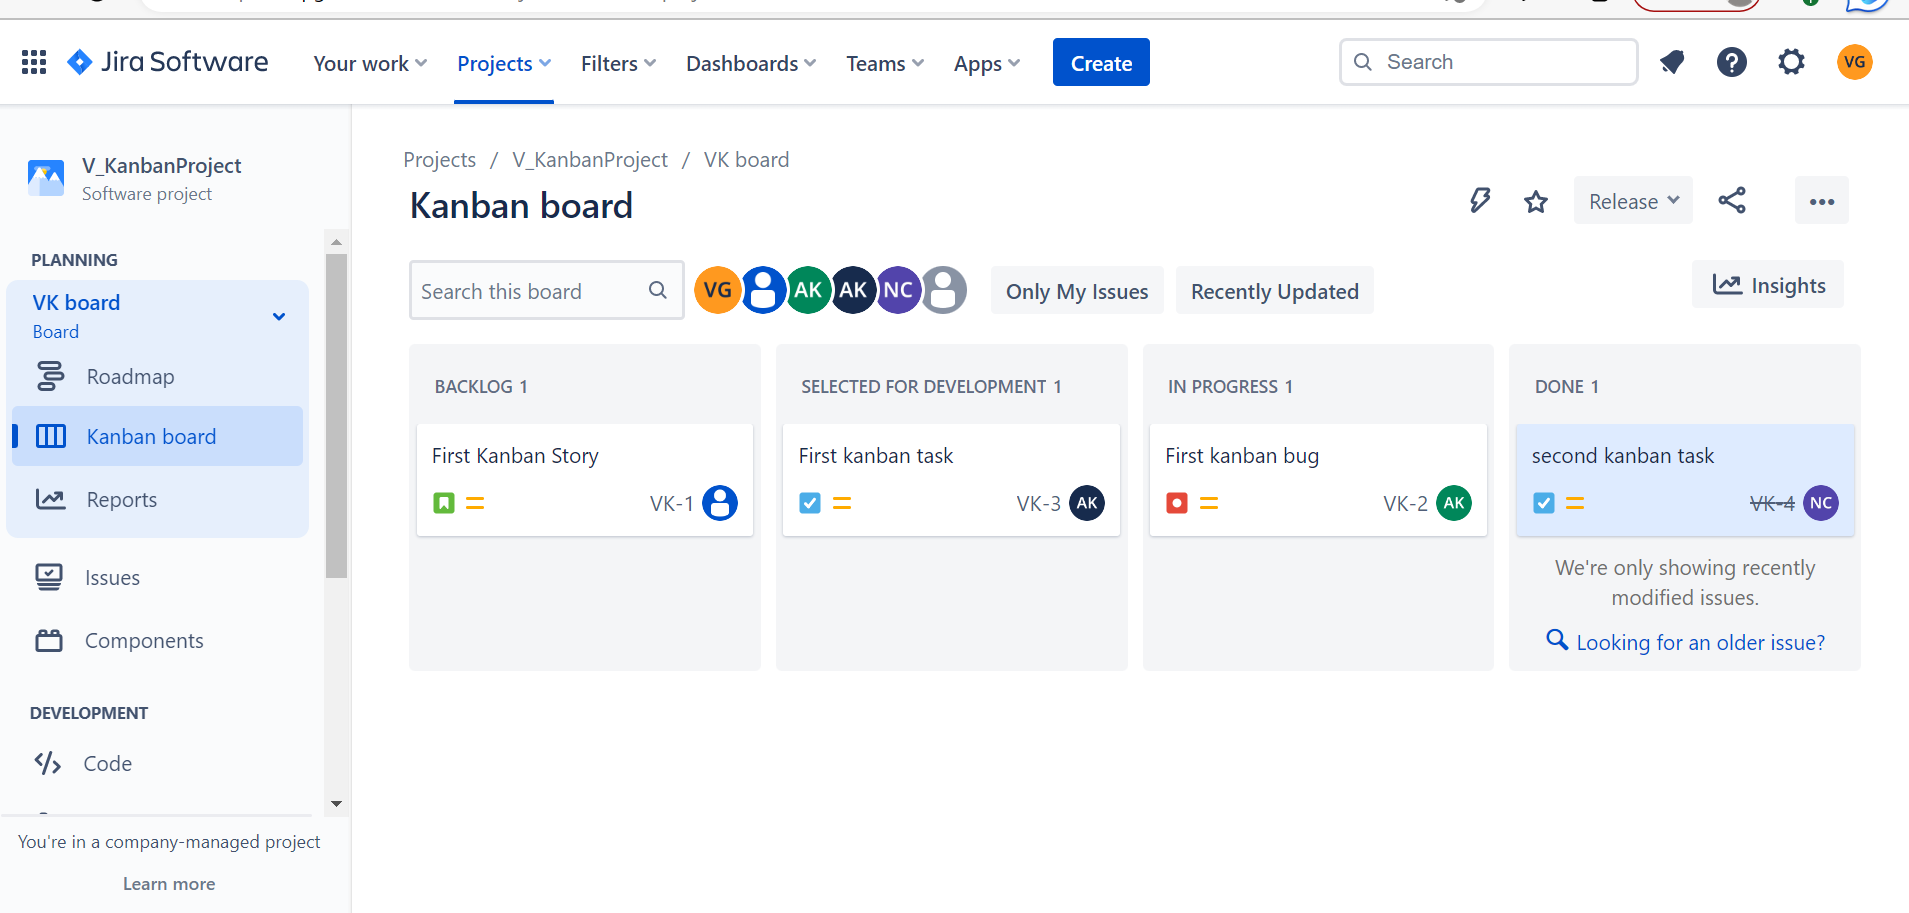 Jira Software
Your work
Projects
Filters
Dashboards
Teams
Apps
Create
Search
VG
V_KanbanProject
Software project
PLANNING
VK board
Board
Roadmap
Kanban board
Reports
Issues
Components
DEVELOPMENT
Code
You're in a company-managed project
Learn more
Projects / V_KanbanProject / VK board
Kanban board
Release
Search this board
VG
AK
AK
NC
Only My Issues
Recently Updated
Insights
BACKLOG 1
First Kanban Story
VK-1
SELECTED FOR DEVELOPMENT 1
First kanban task
VK-3
AK
IN PROGRESS 1
First kanban bug
VK-2
AK
DONE 1
second kanban task
VK-4
NC
We're only showing recently
modified issues.
Looking for an older issue?